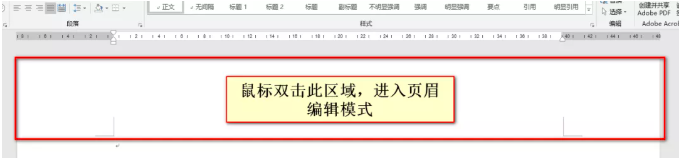 正文 无间隔 标题 1 标题 2 标题 副标题 不明显强调 强调 明显强调 要点 引用 明显引用
选择
创建并共享
Adobe PDF
段落 样式 编辑 Adobe Acrob
鼠标双击此区域，进入页眉
编辑模式